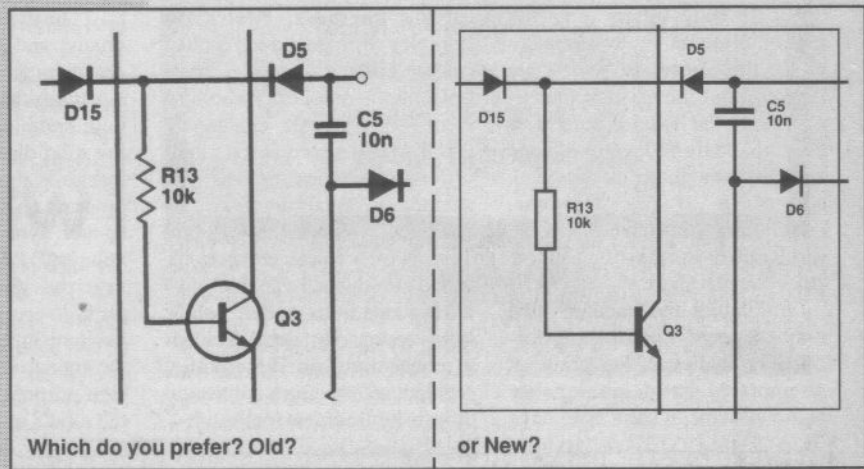 D5
D15
C5
10n
R13
10k
D6
Q3
Which do you prefer? Old?
D5
D15
C5
10n
R13
10k
D6
Q3
or New?